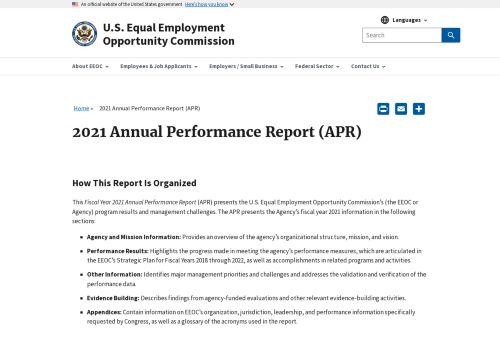 An official website of the United States government Here's how you know
Languages
U.S. Equal Employment
Opportunity Commission
Search
About EEOC
Employees & Job Applicants
Employers / Small Business
Federal Sector
Contact Us
Home » 2021 Annual Performance Report (APR)
2021 Annual Performance Report (APR)
How This Report Is Organized
This Fiscal Year 2021 Annual Performance Report (APR) presents the U.S. Equal Employment Opportunity Commission's (the EEOC
or Agency) program results and management challenges. The APR presents the Agency's fiscal year 2021 information in the following
sections:
Agency and Mission Information: Provides an overview of the agency's organizational structure, mission, and vision.
Performance Results: Highlights the progress made in meeting the agency's performance measures, which are articulated in
the EEOC's Strategic Plan for Fiscal Years 2018 through 2022, as well as accomplishments in related programs and activities
Other Information: Identifies major management priorities and challenges and addresses the validation and verification of the
performance data.
Evidence Building: Describes findings from agency-funded evaluations and other relevant evidence-building activities.
Appendices: Contain information on EEOC's organization, jurisdiction, leadership, and performance information specifically
requested by Congress, as well as a glossary of the acronyms used in the report.